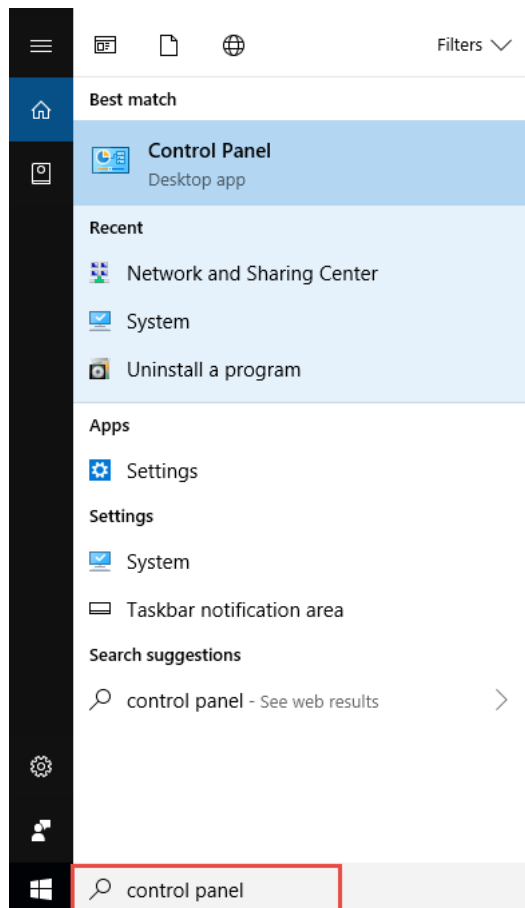 Filters
Best match
Control Panel
Desktop app
Recent
Network and Sharing Center
System
Uninstall a program
Apps
Settings
Settings
System
Taskbar notification area
Search suggestions
control panel - See web results
control panel